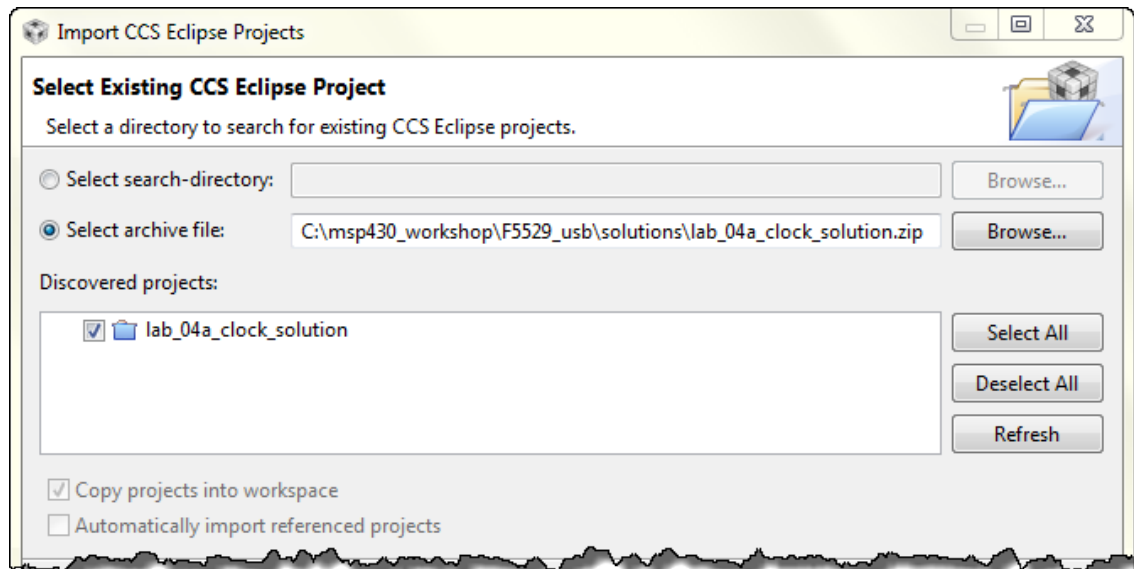 Import CCS Eclipse Projects
Select Existing CCS Eclipse Project
Select a directory to search for existing CCS Eclipse projects.
Select search-directory:
Browse...
Select archive file:
C:\msp430_workshop\F5529_usb\solutions\lab_04a_clock_solution.zip
Browse...
Discovered projects:
lab_04a_clock_solution
Select All
Deselect All
Refresh
Copy projects into workspace
Automatically import referenced projects